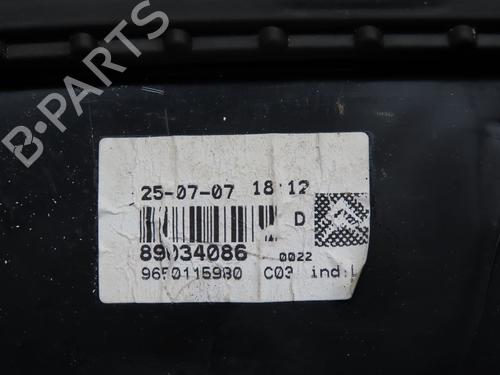 B-PARTS
25-07-07 18:12
D
89034086
0022
9650115980 C03 ind:L